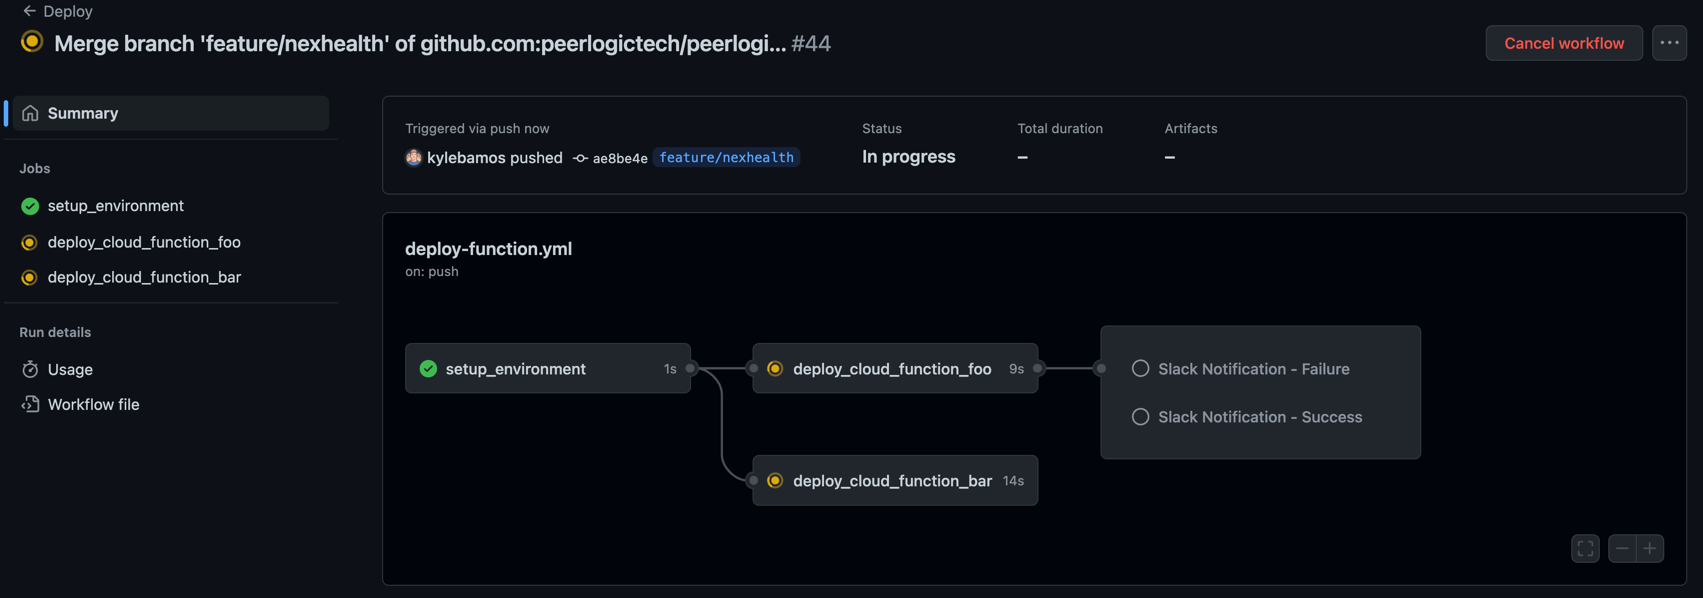 Deploy
Merge branch 'feature/nexhealth' of github.com:peerlogictech/peerlogi... #44
Cancel workflow
Summary
Jobs
setup_environment
deploy_cloud_function_foo
deploy_cloud_function_bar
Run details
Usage
Workflow file
Triggered via push now
kylebamos pushed ae8be4e feature/nexhealth
Status
In progress
Total duration
–
Artifacts
–
deploy-function.yml
on: push
setup_environment 1s
deploy_cloud_function_foo 9s
deploy_cloud_function_bar 14s
Slack Notification - Failure
Slack Notification - Success